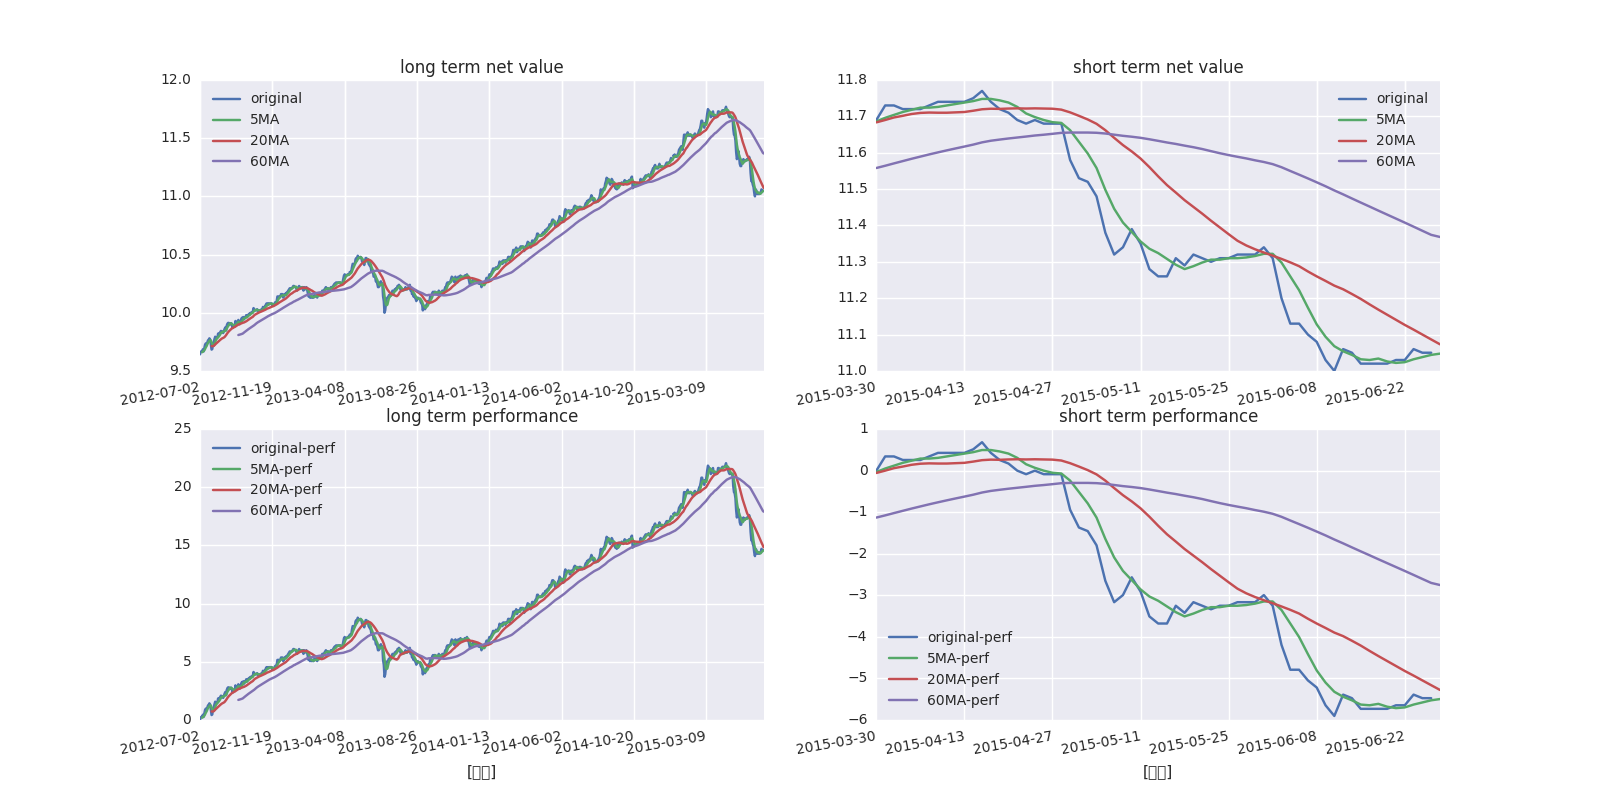 long term net value
12.0
11.5
11.0
10.5
10.0
9.5
original
5MA
20MA
60MA
2012-07-02 2012-11-19 2013-04-08 2013-08-26 2014-01-13 2014-06-02 2014-10-20 2015-03-09
short term net value
11.8
11.7
11.6
11.5
11.4
11.3
11.2
11.1
11.0
original
5MA
20MA
60MA
2015-03-30 2015-04-13 2015-04-27 2015-05-11 2015-05-25 2015-06-08 2015-06-22
long term performance
25
20
15
10
5
0
original-perf
5MA-perf
20MA-perf
60MA-perf
2012-07-02 2012-11-19 2013-04-08 2013-08-26 2014-01-13 2014-06-02 2014-10-20 2015-03-09
short term performance
1
0
−1
−2
−3
−4
−5
−6
original-perf
5MA-perf
20MA-perf
60MA-perf
2015-03-30 2015-04-13 2015-04-27 2015-05-11 2015-05-25 2015-06-08 2015-06-22